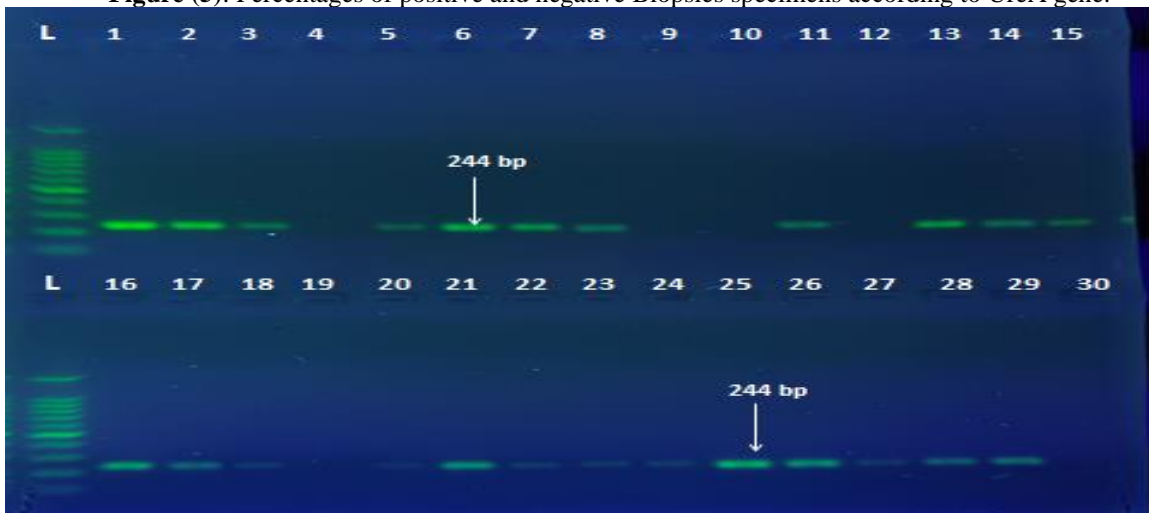 Figure (3): Percentages of positive and negative Biopsies specimens according to UreA gene.
L 1 2 3 4 5 6 7 8 9 10 11 12 13 14 15
244 bp
L 16 17 18 19 20 21 22 23 24 25 26 27 28 29 30
244 bp